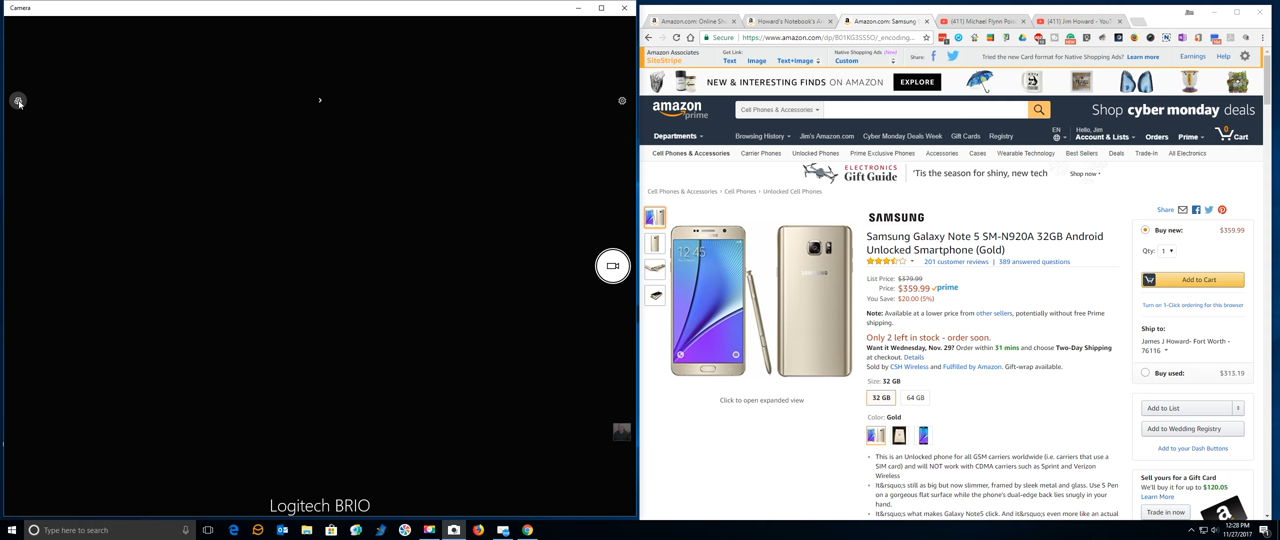 Camera
Logitech BRIO
Amazon.com: Online Sh
Howard's Notebook's A
Amazon.com: Samsung
(411) Michael Flynn Poi
(411) Jim Howard - YouT
Jim
Secure
https://www.amazon.com/dp/B01KG3SS5O/_encoding
Amazon Associates
SiteStripe
Get Link:
Text
Image
Text+Image
Native Shopping Ads (New)
Custom
Share:
Tried the new Card format for Native Shopping Ads? Learn more
Earnings
Help
NEW & INTERESTING FINDS ON AMAZON
EXPLORE
amazon
prime
Cell Phones & Accessories
Shop cyber monday deals
Departments
Browsing History
Jim's Amazon.com
Cyber Monday Deals Week
Gift Cards
Registry
EN
Hello, Jim
Account & Lists
Orders
Prime
0
Cart
Cell Phones & Accessories
Carrier Phones
Unlocked Phones
Prime Exclusive Phones
Accessories
Cases
Wearable Technology
Best Sellers
Deals
Trade-In
All Electronics
ELECTRONICS
Gift Guide
'Tis the season for shiny, new tech
Shop now ›
Cell Phones & Accessories › Cell Phones › Unlocked Cell Phones
12:45
SAMSUNG
Click to open expanded view
SAMSUNG
Samsung Galaxy Note 5 SM-N920A 32GB Android
Unlocked Smartphone (Gold)
201 customer reviews | 389 answered questions
List Price: $379.99
Price: $359.99 prime
You Save: $20.00 (5%)
Note: Available at a lower price from other sellers, potentially without free Prime
shipping.
Only 2 left in stock - order soon.
Want it Wednesday, Nov. 29? Order within 31 mins and choose Two-Day Shipping
at checkout. Details
Sold by CSH Wireless and Fulfilled by Amazon. Gift-wrap available.
Size: 32 GB
32 GB
64 GB
Color: Gold
• This is an Unlocked phone for all GSM carriers worldwide (i.e. carriers that use a
SIM card) and will NOT work with CDMA carriers such as Sprint and Verizon
Wireless
• It&rsquo;s still as big but now slimmer, framed by sleek metal and glass. Use S Pen
on a gorgeous flat surface while the phone's dual-edge back lies snugly in your
hand.
• It&rsquo;s what makes Galaxy Note5 click. And it&rsquo;s even more like an actual
Share
Buy new:
$359.99
Qty: 1
Add to Cart
Turn on 1-Click ordering for this browser
Ship to:
James J Howard- Fort Worth -
76116
Buy used:
$313.19
Add to List
Add to Wedding Registry
Add to your Dash Buttons
Sell yours for a Gift Card
We'll buy it for up to $120.05
Learn More
Trade in now
Type here to search
12:28 PM
11/27/2017